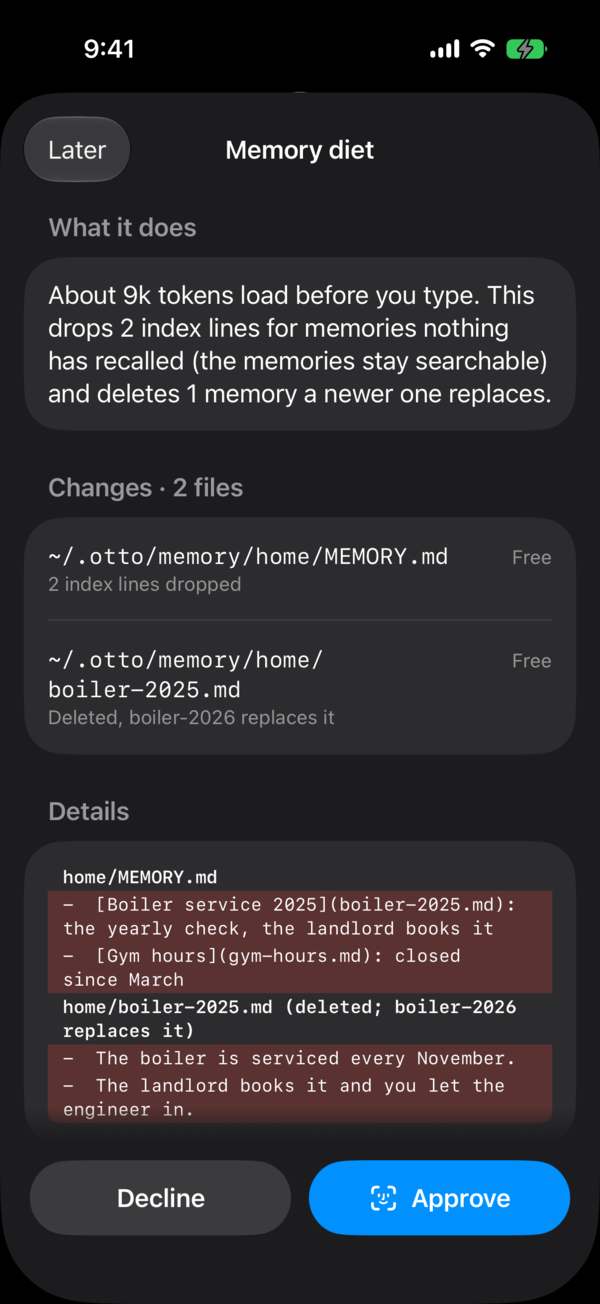 9:41
Later
Memory diet
What it does
About 9k tokens load before you type. This
drops 2 index lines for memories nothing
has recalled (the memories stay searchable)
and deletes 1 memory a newer one replaces.
Changes · 2 files
~/.otto/memory/home/MEMORY.md
Free
2 index lines dropped
~/.otto/memory/home/
boiler-2025.md
Free
Deleted, boiler-2026 replaces it
Details
home/MEMORY.md
- [Boiler service 2025](boiler-2025.md):
the yearly check, the landlord books it
- [Gym hours](gym-hours.md): closed
since March
home/boiler-2025.md (deleted; boiler-2026
replaces it)
- The boiler is serviced every November.
- The landlord books it and you let the
engineer in.
Decline
Approve